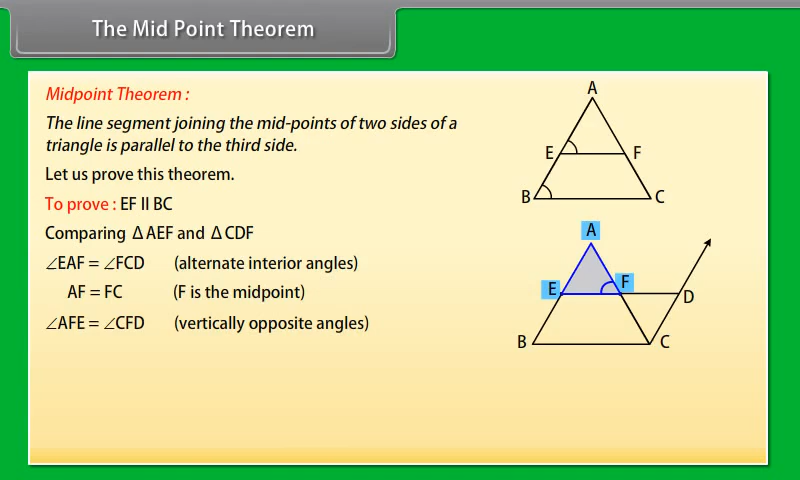 The Mid Point Theorem
Midpoint Theorem :
The line segment joining the mid-points of two sides of a
triangle is parallel to the third side.
Let us prove this theorem.
To prove : EF II BC
Comparing Δ AEF and Δ CDF
∠EAF = ∠FCD (alternate interior angles)
AF = FC (F is the midpoint)
∠AFE = ∠CFD (vertically opposite angles)
A
E F
B C
A
E F
D
B C